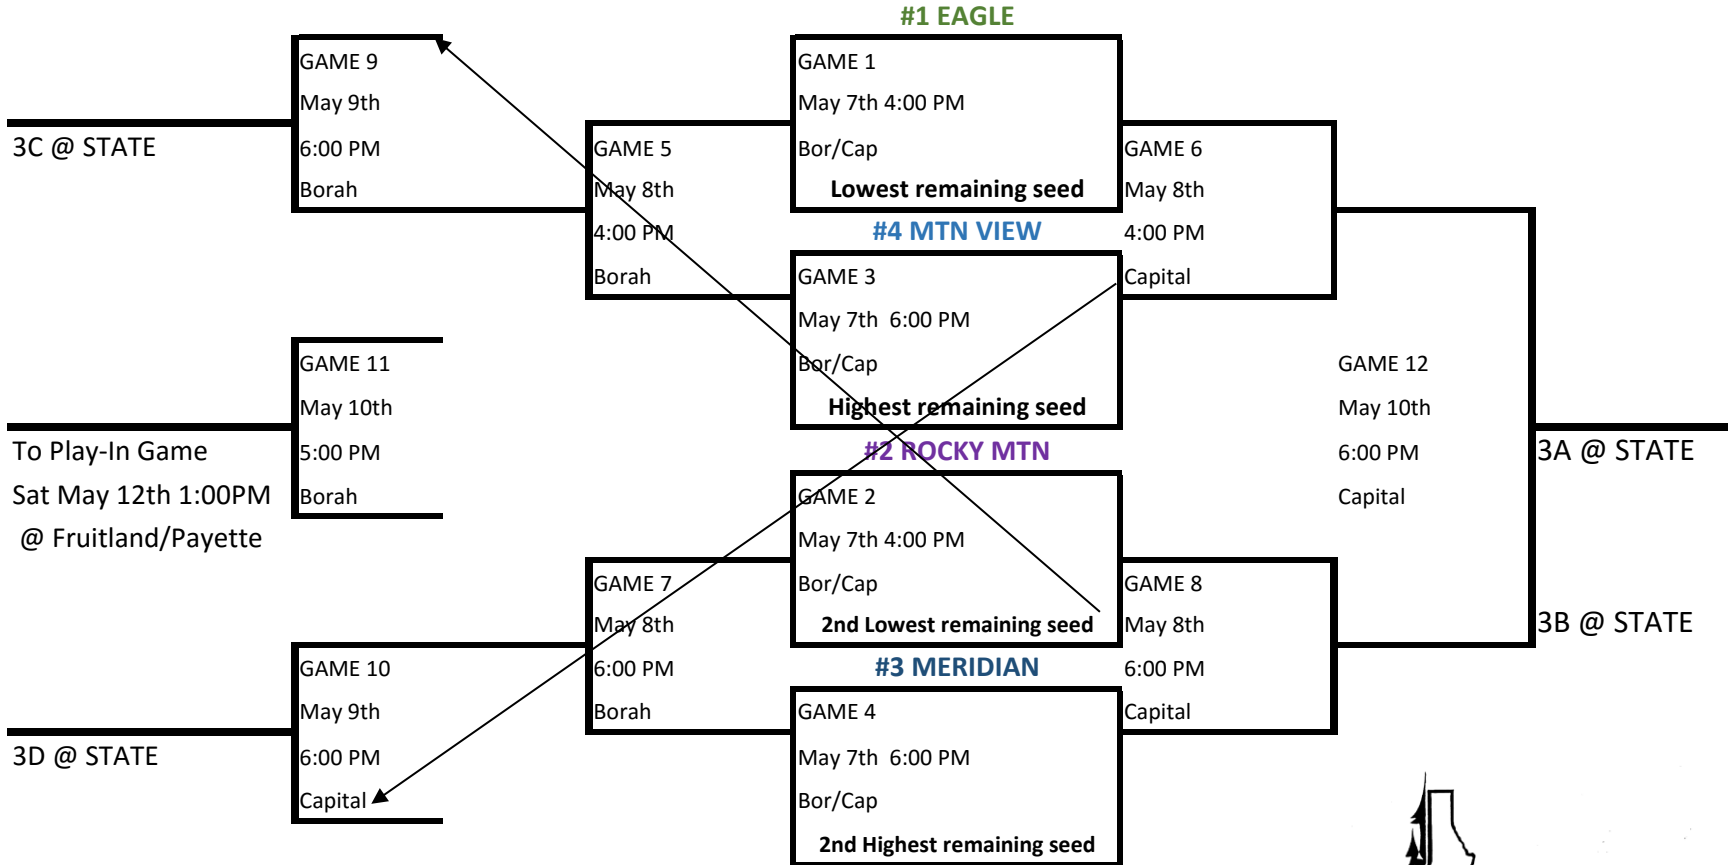 #1 EAGLE
GAME 9
May 9th
6:00 PM
Borah
3C @ STATE
GAME 11
May 10th
5:00 PM
Borah
To Play-In Game
Sat May 12th 1:00PM
@ Fruitland/Payette
GAME 10
May 9th
6:00 PM
Capital
3D @ STATE
GAME 5
May 8th
4:00 PM
Borah
GAME 7
May 8th
6:00 PM
Borah
GAME 1
May 7th 4:00 PM
Bor/Cap
Lowest remaining seed
#4 MTN VIEW
GAME 3
May 7th 6:00 PM
Bor/Cap
Highest remaining seed
#2 ROCKY MTN
GAME 2
May 7th 4:00 PM
Bor/Cap
2nd Lowest remaining seed
#3 MERIDIAN
GAME 4
May 7th 6:00 PM
Bor/Cap
2nd Highest remaining seed
GAME 6
May 8th
4:00 PM
Capital
GAME 8
May 8th
6:00 PM
Capital
GAME 12
May 10th
6:00 PM
Capital
3A @ STATE
3B @ STATE